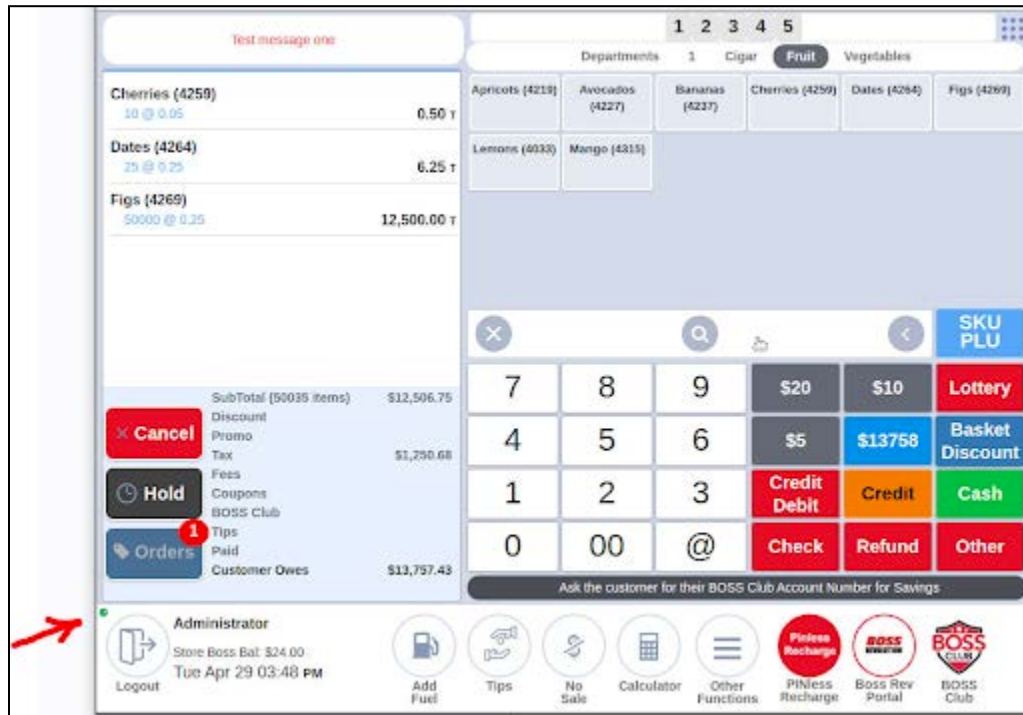 Test message one
Cherries (4259)
10 @ 0.05 0.50 T
Dates (4264)
25 @ 0.25 6.25 T
Figs (4269)
50000 @ 0.25 12,500.00 T
SubTotal (50035 items) $12,506.75
Discount
Promo
Tax $1,250.68
Fees
Coupons
BOSS Club
Tips
Paid
Customer Owes $13,757.43
× Cancel
Hold
1
Orders
1 2 3 4 5
Departments 1 Cigar Fruit Vegetables
Apricots (4219) Avocados (4227) Bananas (4237) Cherries (4259) Dates (4264) Figs (4269)
Lemons (4033) Mango (4315)
SKU PLU
7 8 9 $20 $10 Lottery
4 5 6 $5 $13758 Basket Discount
1 2 3 Credit Debit Credit Cash
0 00 @ Check Refund Other
Ask the customer for their BOSS Club Account Number for Savings
Administrator
Store Boss Bal: $24.00
Tue Apr 29 03:48 PM
Logout
Add Fuel
Tips
No Sale
Calculator
Other Functions
Pinless Recharge
PINless Recharge
BOSS REVOLUTION
Boss Rev Portal
BOSS CLUB
BOSS Club